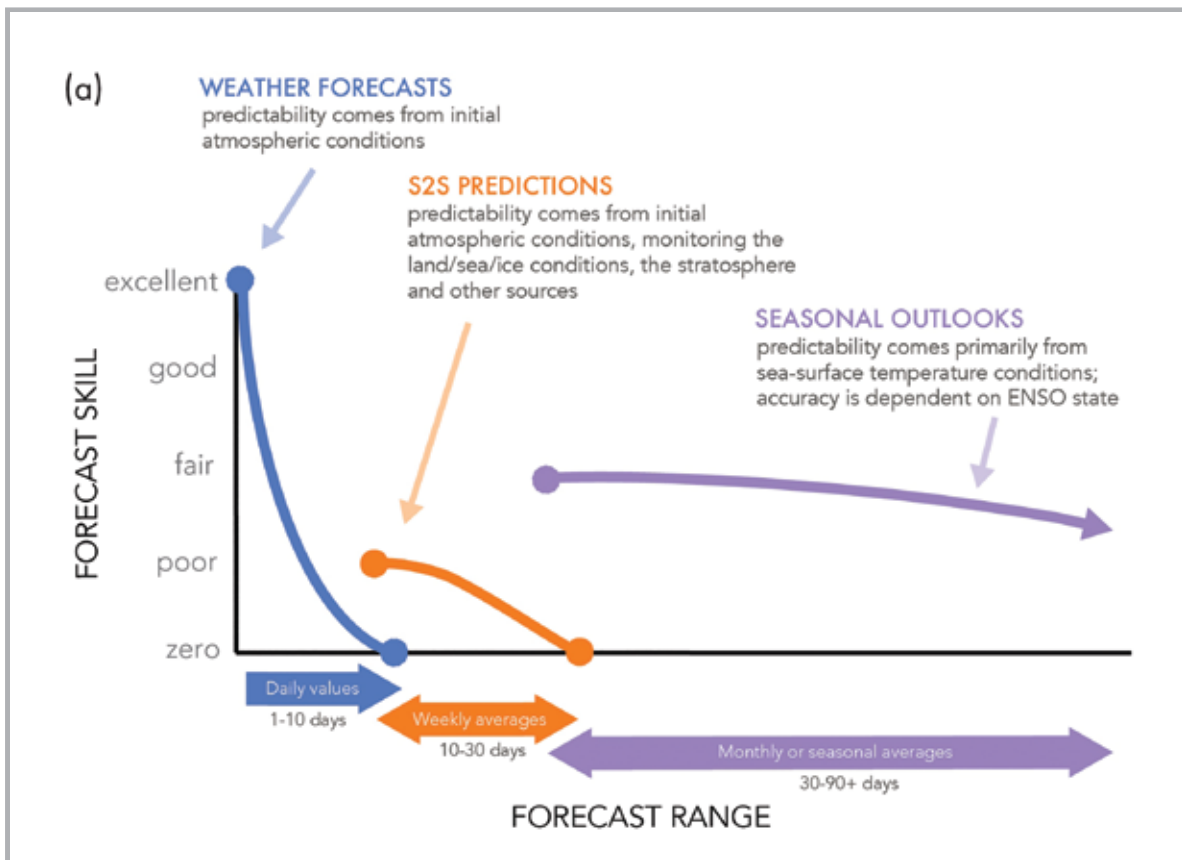 (a)
WEATHER FORECASTS
predictability comes from initial
atmospheric conditions
S2S PREDICTIONS
predictability comes from initial
atmospheric conditions, monitoring the
land/sea/ice conditions, the stratosphere
and other sources
SEASONAL OUTLOOKS
predictability comes primarily from
sea-surface temperature conditions;
accuracy is dependent on ENSO state
FORECAST SKILL
excellent
good
fair
poor
zero
Daily values
1-10 days
Weekly averages
10-30 days
Monthly or seasonal averages
30-90+ days
FORECAST RANGE